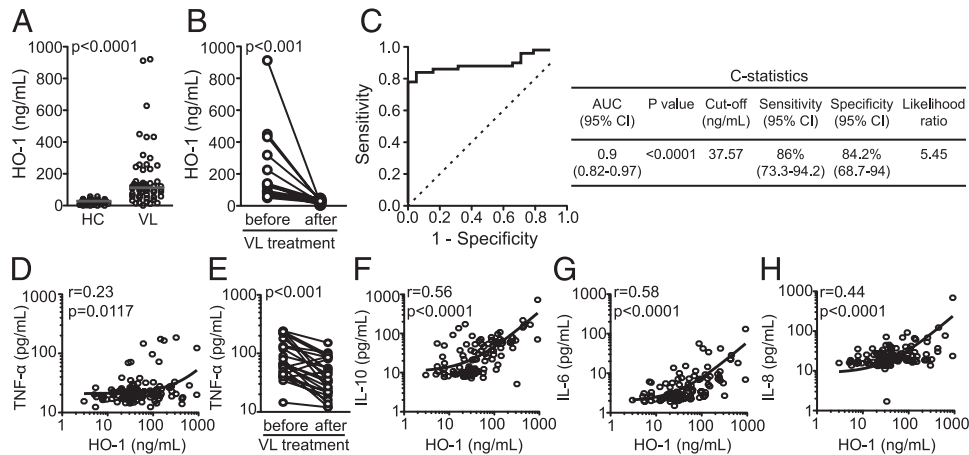 A
p<0.0001
HO-1 (ng/mL)
1000
800
600
400
200
0
HC
VL
B
p<0.001
HO-1 (ng/mL)
1000
800
600
400
200
0
before
after
VL treatment
C
Sensitivity
1.0
0.8
0.6
0.4
0.2
0.0
0.0 0.2 0.4 0.6 0.8 1.0
1 - Specificity
C-statistics
AUC P value Cut-off Sensitivity Specificity Likelihood
(95% CI) (ng/mL) (95% CI) (95% CI) ratio
0.9 <0.0001 37.57 86% 84.2% 5.45
(0.82-0.97) (73.3-94.2) (68.7-94)
D
r=0.23
p=0.0117
TNF-α (pg/mL)
1000
100
10
1 10 100 1000
HO-1 (ng/mL)
E
p<0.001
TNF-α (pg/mL)
1000
100
10
before after
VL treatment
F
r=0.56
p<0.0001
IL-10 (pg/mL)
1000
100
10
1
1 10 100 1000
HO-1 (ng/mL)
G
r=0.58
p<0.0001
IL-6 (pg/mL)
1000
100
10
1
1 10 100 1000
HO-1 (ng/mL)
H
r=0.44
p<0.0001
IL-8 (pg/mL)
1000
100
10
1
1 10 100 1000
HO-1 (ng/mL)